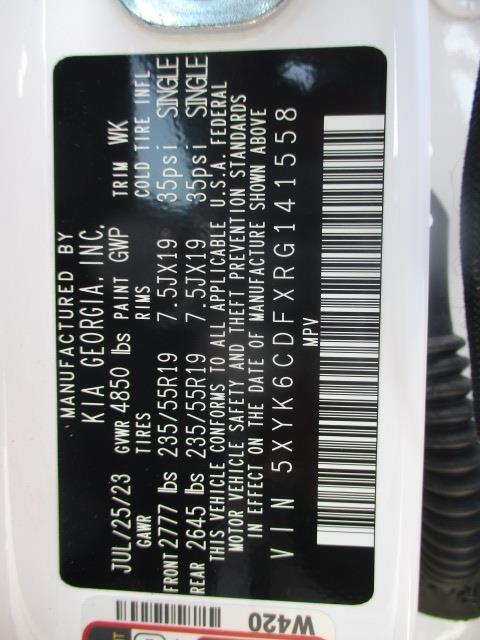 MANUFACTURED BY
KIA GEORGIA, INC.
JUL/25/23 GVWR 4850 lbs PAINT GWP TRIM WK
GAWR TIRES RIMS COLD TIRE INFL
FRONT 2777 lbs 235/55R19 7.5JX19 35psi SINGLE
REAR 2645 lbs 235/55R19 7.5JX19 35psi SINGLE
THIS VEHICLE CONFORMS TO ALL APPLICABLE U.S.A. FEDERAL
MOTOR VEHICLE SAFETY AND THEFT PREVENTION STANDARDS
IN EFFECT ON THE DATE OF MANUFACTURE SHOWN ABOVE
VIN 5XYK6CDFXRG141558
MPV
W420